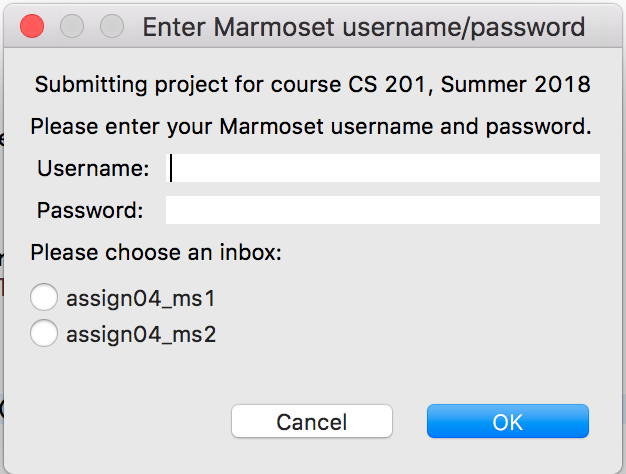 Enter Marmoset username/password
Submitting project for course CS 201, Summer 2018
Please enter your Marmoset username and password.
Username:
Password:
Please choose an inbox:
assign04_ms1
assign04_ms2
Cancel OK